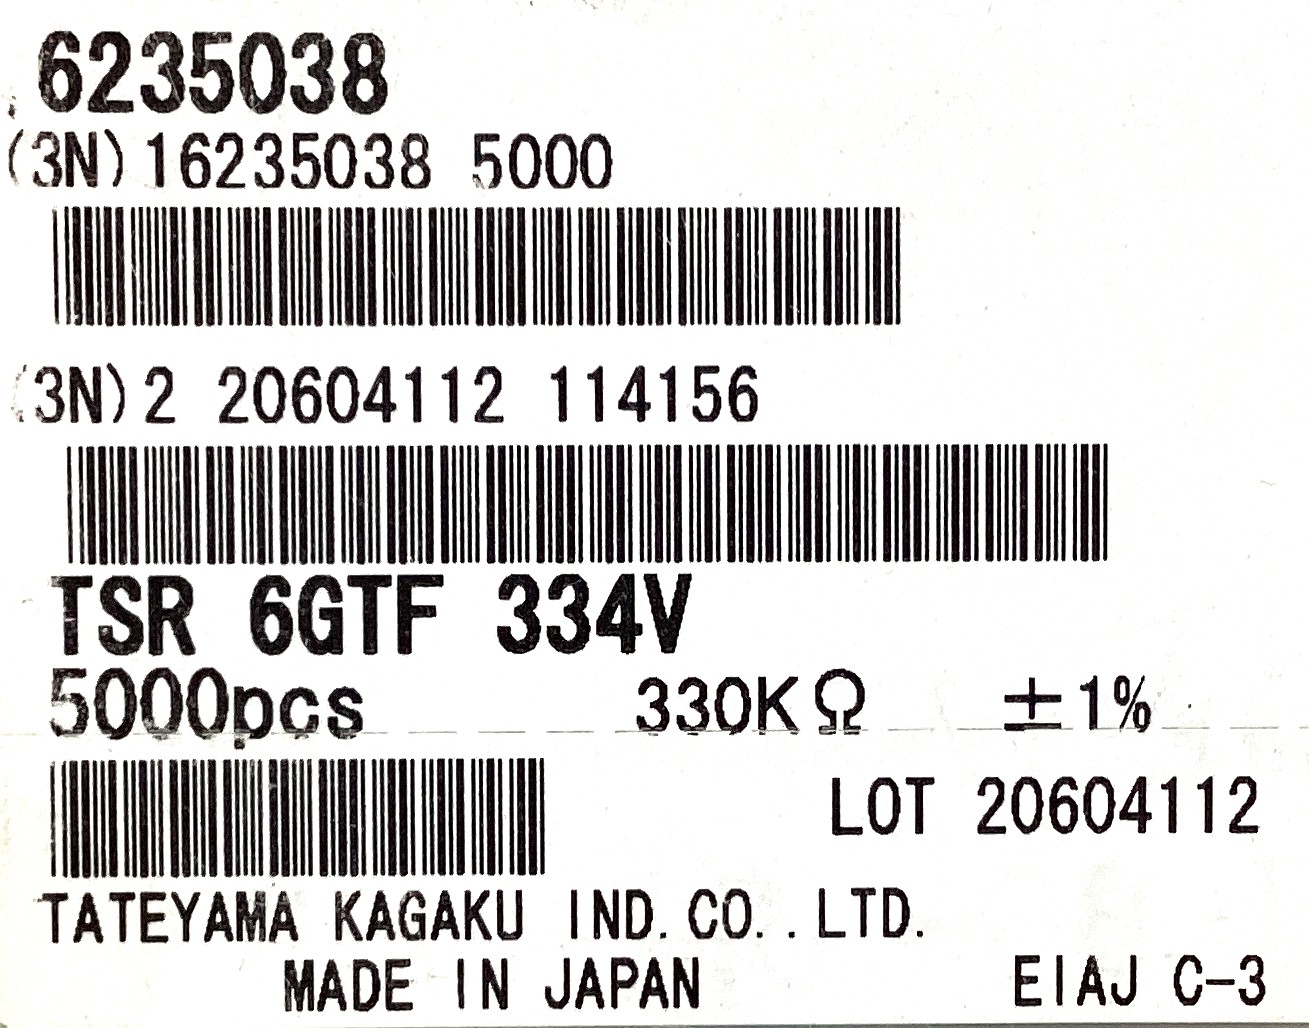 6235038
(3N)16235038 5000
(3N)2 20604112 114156
TSR 6GTF 334V
5000pcs 330KΩ ±1%
LOT 20604112
TATEYAMA KAGAKU IND.CO..LTD.
MADE IN JAPAN EIAJ C-3